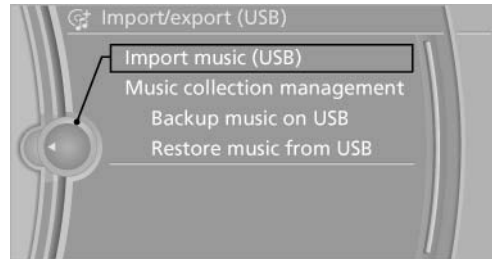 Import/export (USB)
Import music (USB)
Music collection management
Backup music on USB
Restore music from USB